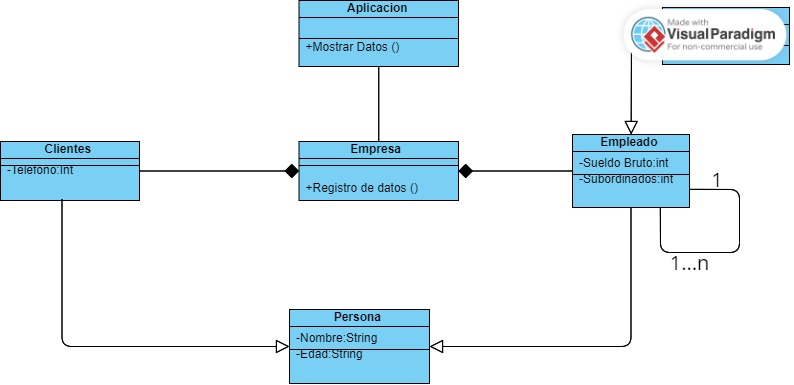 Aplicacion
+Mostrar Datos ()
Made with
Visual Paradigm
For non-commercial use
Clientes
-Telefono:Int
Empresa
+Registro de datos ()
Empleado
-Sueldo Bruto:int
-Subordinados:int
1
1...n
Persona
-Nombre:String
-Edad:String